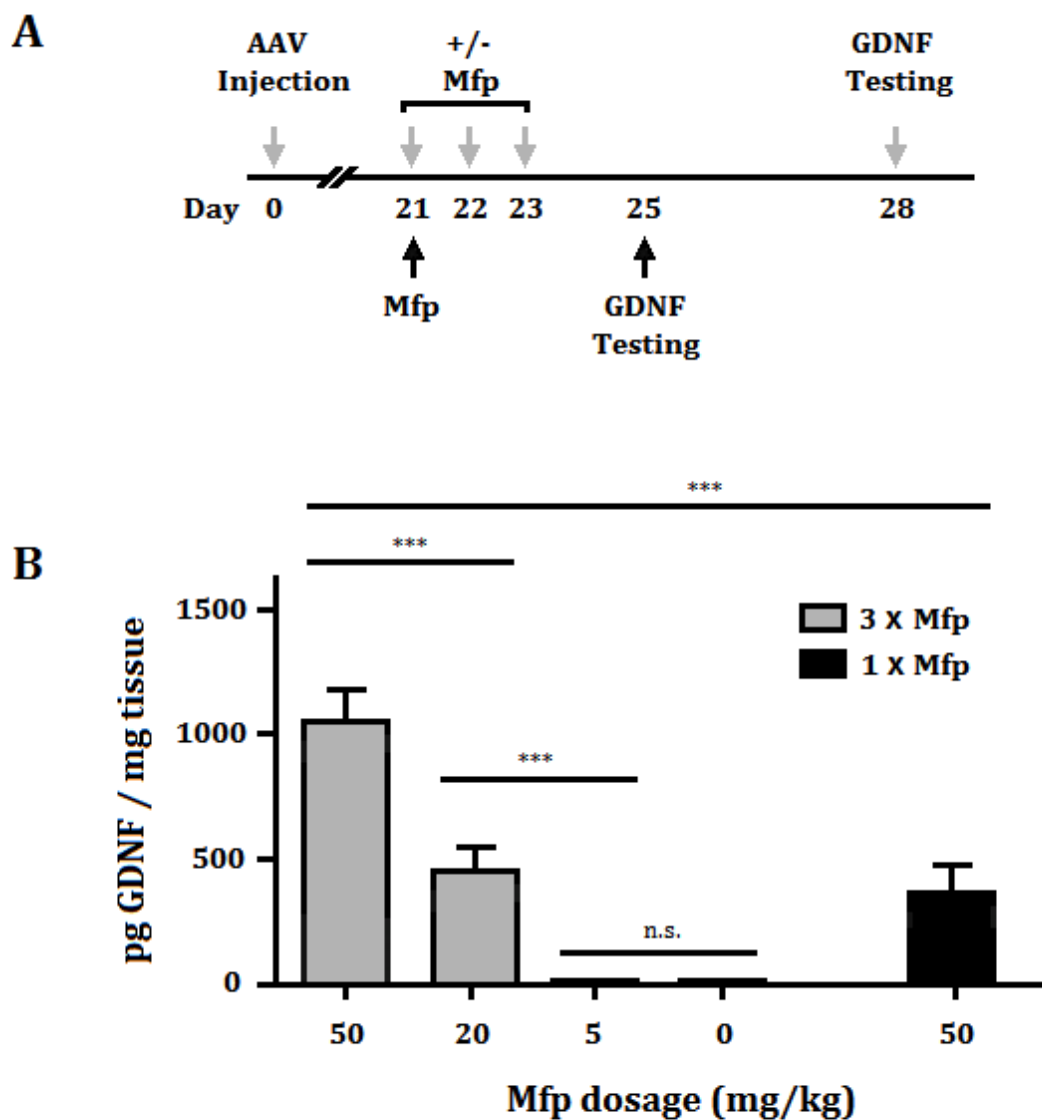 A
AAV
Injection
+/-
Mfp
GDNF
Testing
Day 0 21 22 23 25 28
Mfp
GDNF
Testing
B
***
***
***
n.s.
3 X Mfp
1 X Mfp
pg GDNF / mg tissue
1500
1000
500
0
50 20 5 0 50
Mfp dosage (mg/kg)